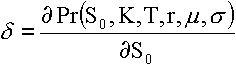 δ = ∂ Pr(S₀, K, T, r, μ, σ) / ∂S₀